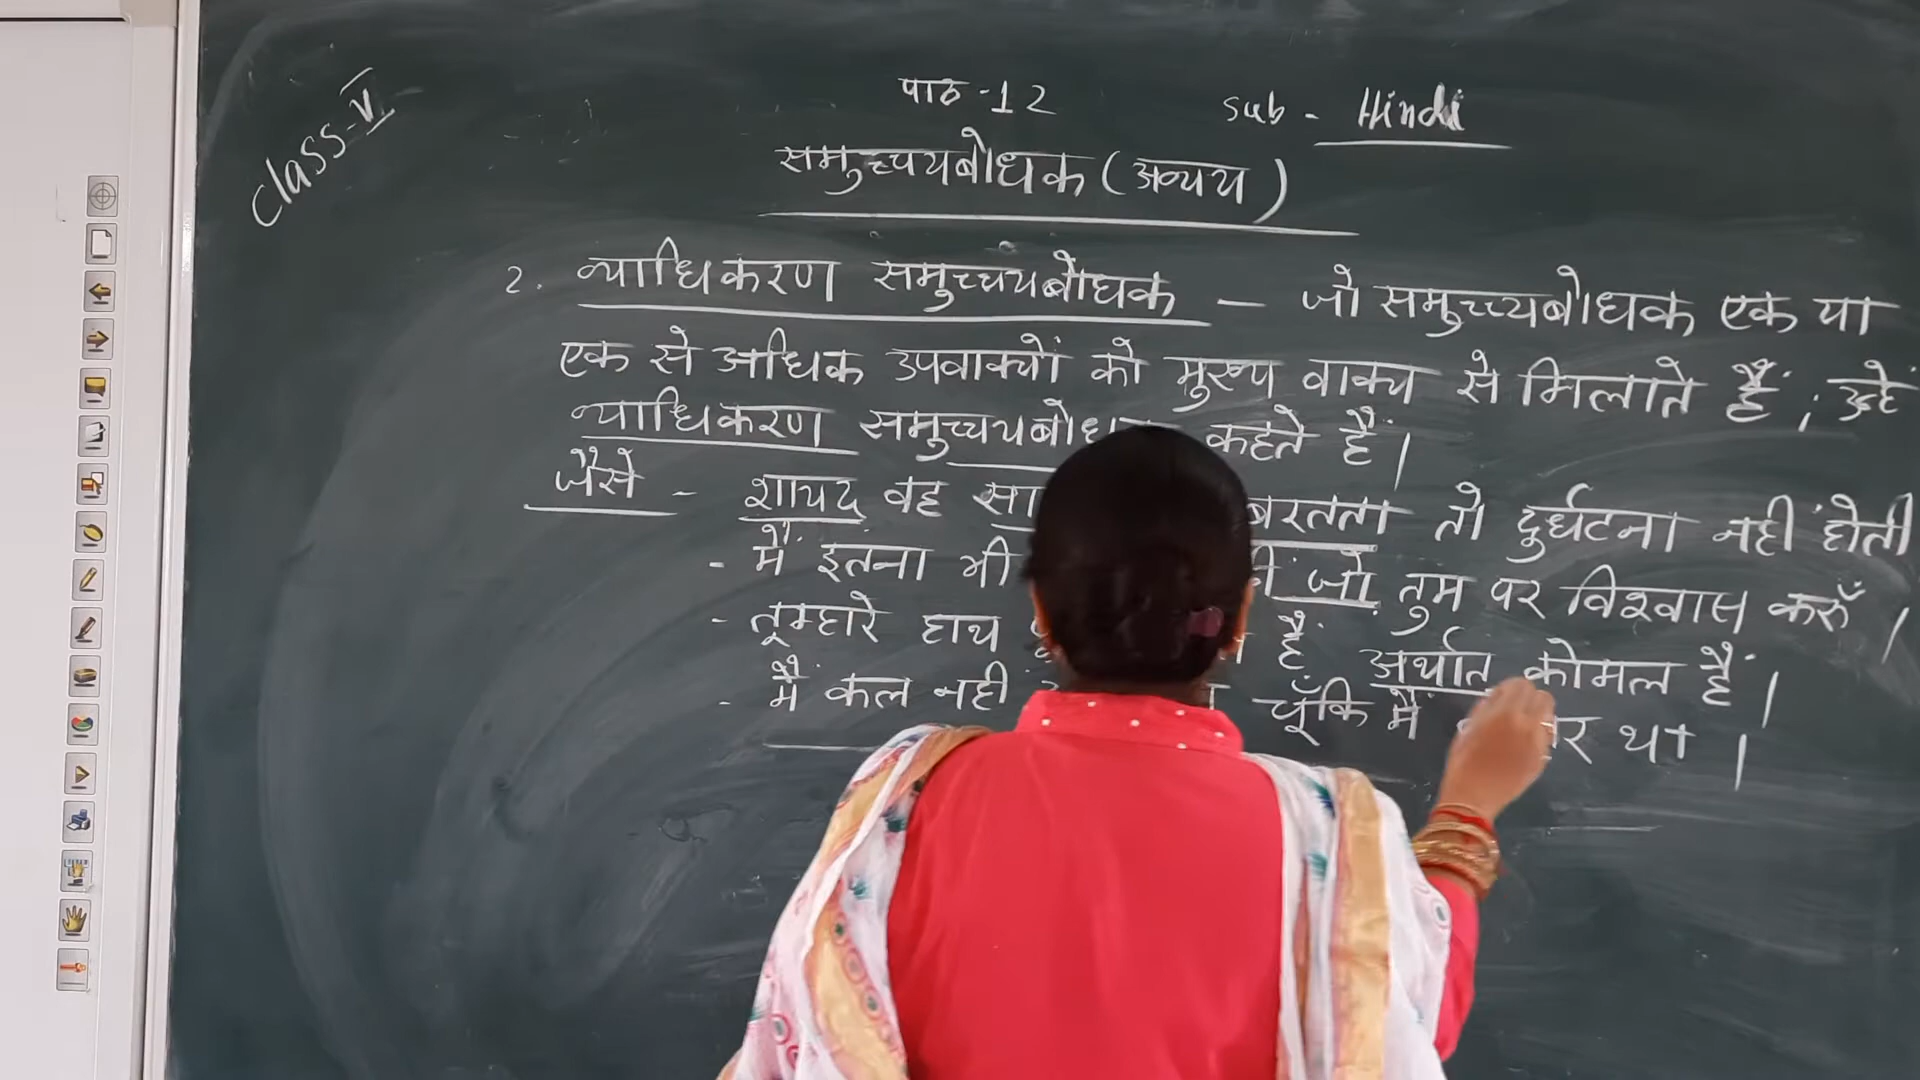 class-V
पाठ-12
sub - Hindi
समुच्चयबोधक (अव्यय)
2. व्याधिकरण समुच्चयबोधक — जो समुच्च्यबोधक एक या
एक से अधिक उपवाक्यों को मुख्य वाक्य से मिलाते हैं ; उन्हें
व्याधिकरण समुच्चयबोध कहते हैं।
जैसे - शायद वह बरतता तो दुर्घटना नहीं होती
- में इतना भी जो तुम पर विश्वास करूँ ।
- तूम्हारे हाथ हैं अर्थात कोमल हैं ।
- मैं कल नहीं चूँकि मैं था ।